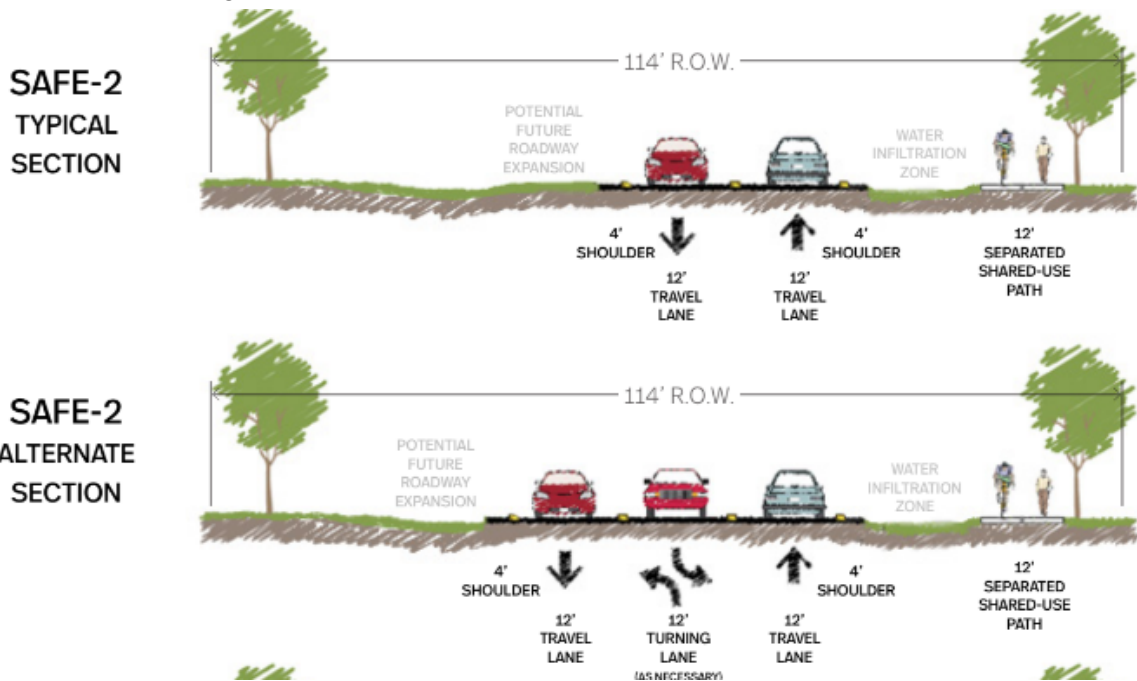 SAFE-2
TYPICAL
SECTION
114' R.O.W.
POTENTIAL
FUTURE
ROADWAY
EXPANSION
WATER
INFILTRATION
ZONE
4'
SHOULDER
12'
TRAVEL
LANE
12'
TRAVEL
LANE
4'
SHOULDER
12'
SEPARATED
SHARED-USE
PATH
SAFE-2
ALTERNATE
SECTION
114' R.O.W.
POTENTIAL
FUTURE
ROADWAY
EXPANSION
WATER
INFILTRATION
ZONE
4'
SHOULDER
12'
TRAVEL
LANE
12'
TURNING
LANE
(AS NECESSARY)
12'
TRAVEL
LANE
4'
SHOULDER
12'
SEPARATED
SHARED-USE
PATH